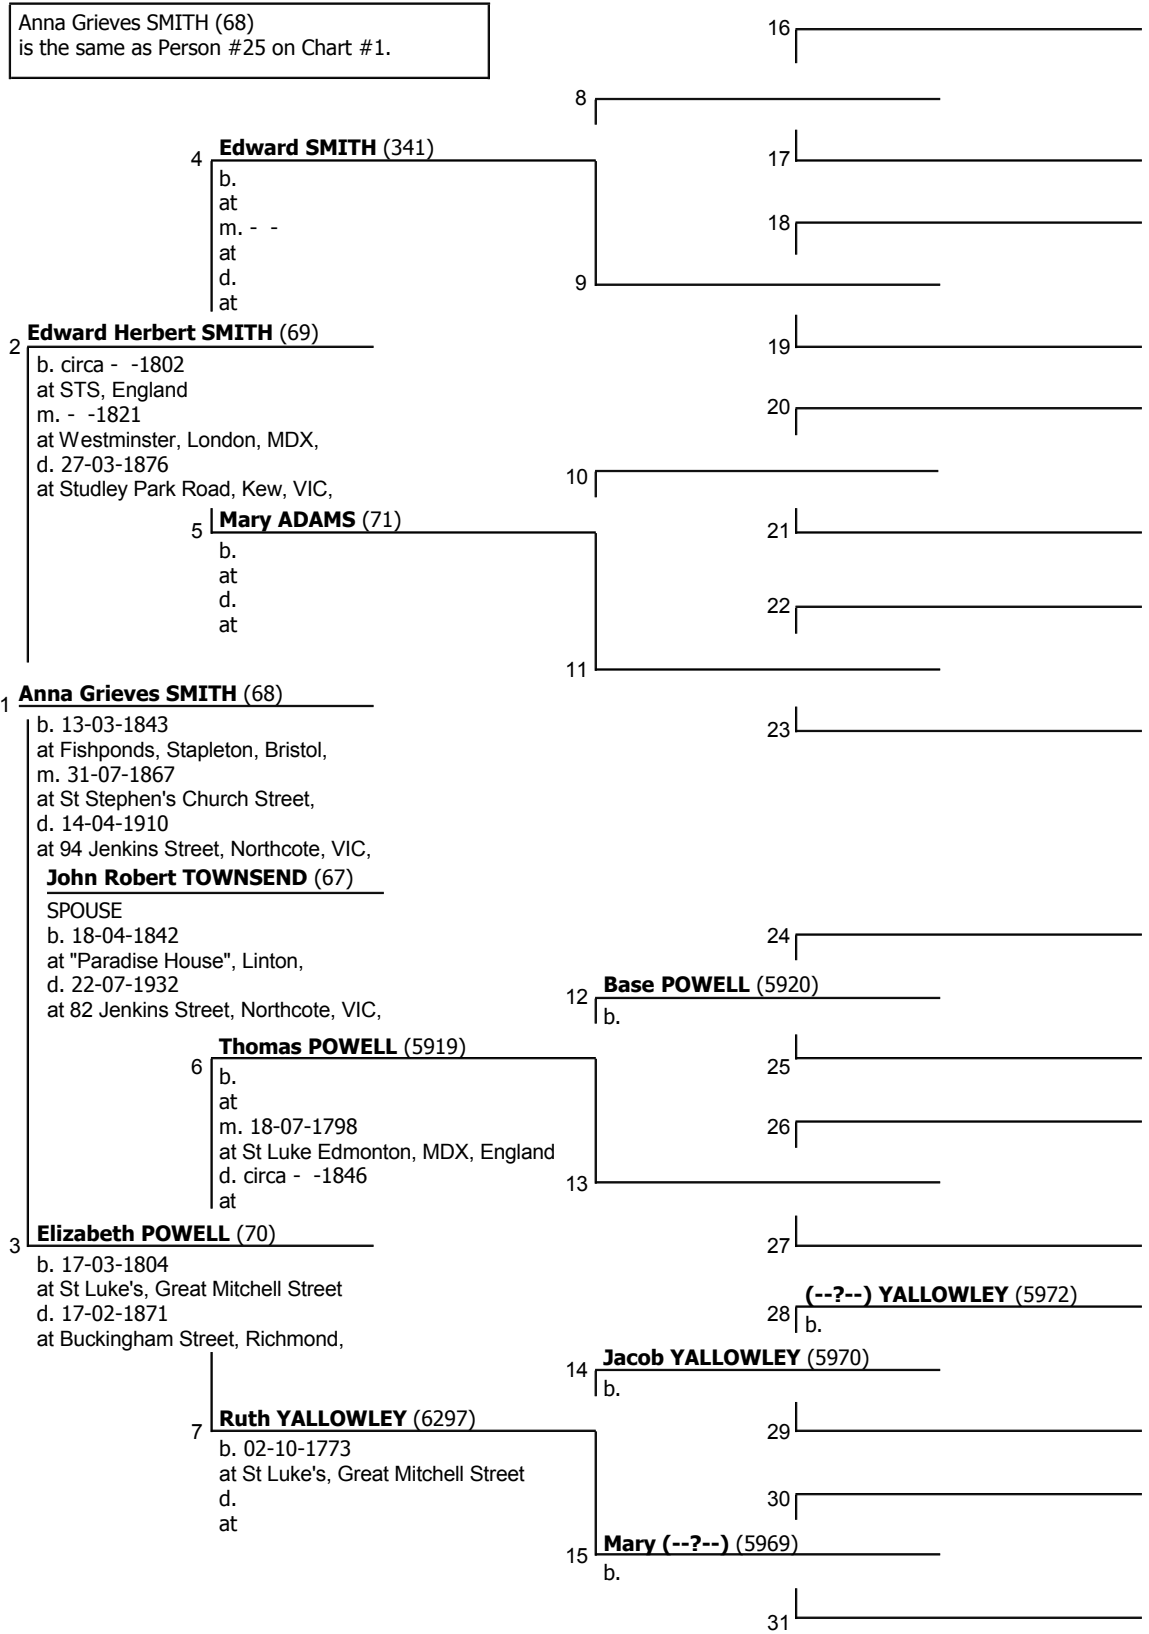 Anna Grieves SMITH (68)
is the same as Person #25 on Chart #1.
16
8
4
Edward SMITH (341)
b.
at
m. - -
at
d.
at
17
18
9
2
Edward Herbert SMITH (69)
b. circa - -1802
at STS, England
m. - -1821
at Westminster, London, MDX,
d. 27-03-1876
at Studley Park Road, Kew, VIC,
19
20
10
5
Mary ADAMS (71)
b.
at
d.
at
21
22
11
1
Anna Grieves SMITH (68)
b. 13-03-1843
at Fishponds, Stapleton, Bristol,
m. 31-07-1867
at St Stephen's Church Street,
d. 14-04-1910
at 94 Jenkins Street, Northcote, VIC,
23
John Robert TOWNSEND (67)
SPOUSE
b. 18-04-1842
at "Paradise House", Linton,
d. 22-07-1932
at 82 Jenkins Street, Northcote, VIC,
24
12
Base POWELL (5920)
b.
6
Thomas POWELL (5919)
b.
at
m. 18-07-1798
at St Luke Edmonton, MDX, England
d. circa - -1846
at
25
26
13
3
Elizabeth POWELL (70)
b. 17-03-1804
at St Luke's, Great Mitchell Street
d. 17-02-1871
at Buckingham Street, Richmond,
27
28
(--?--) YALLOWLEY (5972)
b.
14
Jacob YALLOWLEY (5970)
b.
7
Ruth YALLOWLEY (6297)
b. 02-10-1773
at St Luke's, Great Mitchell Street
d.
at
29
30
15
Mary (--?--) (5969)
b.
31